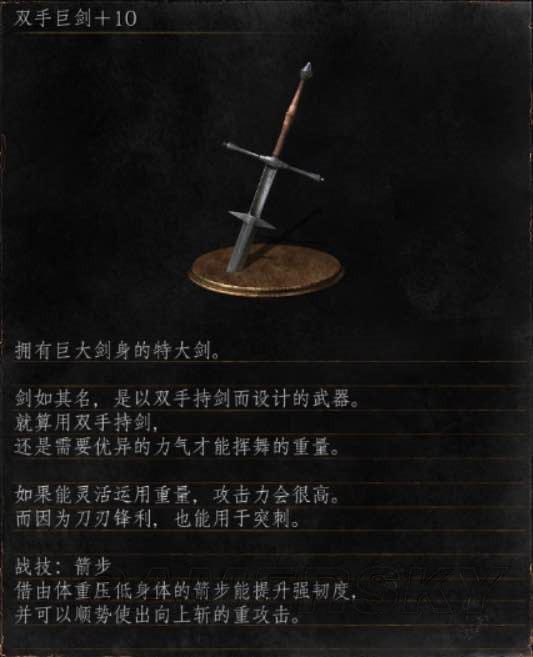 双手巨剑＋10
拥有巨大剑身的特大剑。
剑如其名，是以双手持剑而设计的武器。
就算用双手持剑，
还是需要优异的力气才能挥舞的重量。
如果能灵活运用重量，攻击力会很高。
而因为刀刃锋利，也能用于突刺。
战技：箭步
借由体重压低身体的箭步能提升强韧度，
并可以顺势使出向上斩的重攻击。